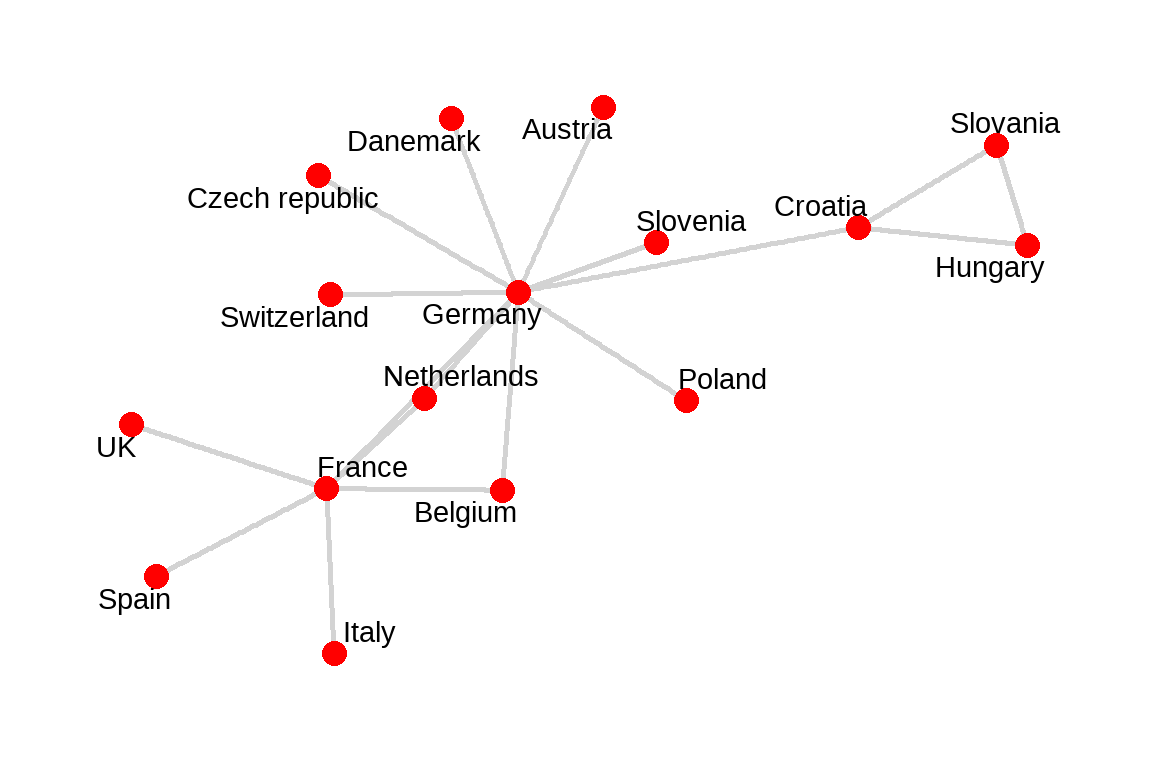 Slovania
Austria
Danemark
Czech republic
Croatia
Slovenia
Hungary
Germany
Switzerland
Netherlands
Poland
UK
France
Belgium
Spain
Italy